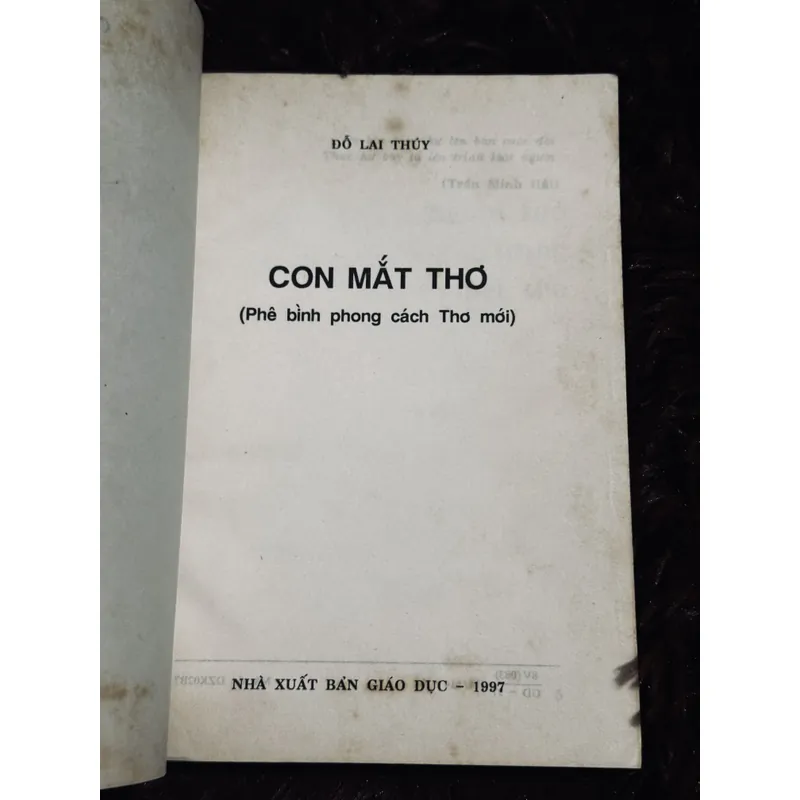 ĐỖ LAI THÚY
CON MẮT THƠ
(Phê bình phong cách Thơ mới)
NHÀ XUẤT BẢN GIÁO DỤC - 1997